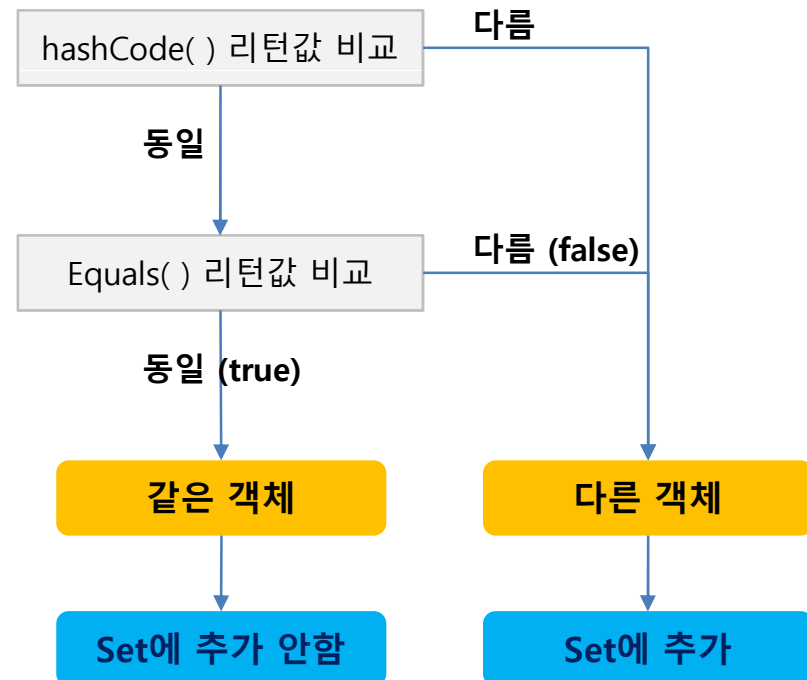 hashCode( ) 리턴값 비교
다름
동일
Equals( ) 리턴값 비교
다름 (false)
동일 (true)
같은 객체
다른 객체
Set에 추가 안함
Set에 추가